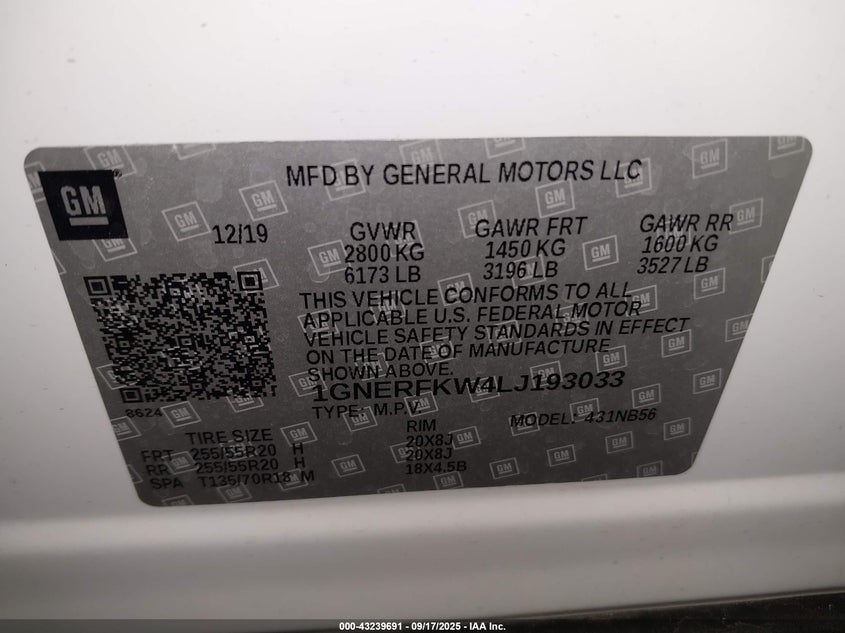 GM
MFD BY GENERAL MOTORS LLC
12/19
GVWR
2800 KG
6173 LB
GAWR FRT
1450 KG
3196 LB
GAWR RR
1600 KG
3527 LB
THIS VEHICLE CONFORMS TO ALL
APPLICABLE U.S. FEDERAL MOTOR
VEHICLE SAFETY STANDARDS IN EFFECT
ON THE DATE OF MANUFACTURE
SHOWN ABOVE.
1GNERFKW4LJ193033
TYPE: M.P.V.
MODEL: 431NB56
8624
TIRE SIZE
RIM
FRT 255/55R20 H 20X8J
RR 255/55R20 H 20X8J
SPA T135/70R18 M 18X4.5B
000-43239691 - 09/17/2025 - IAA Inc.